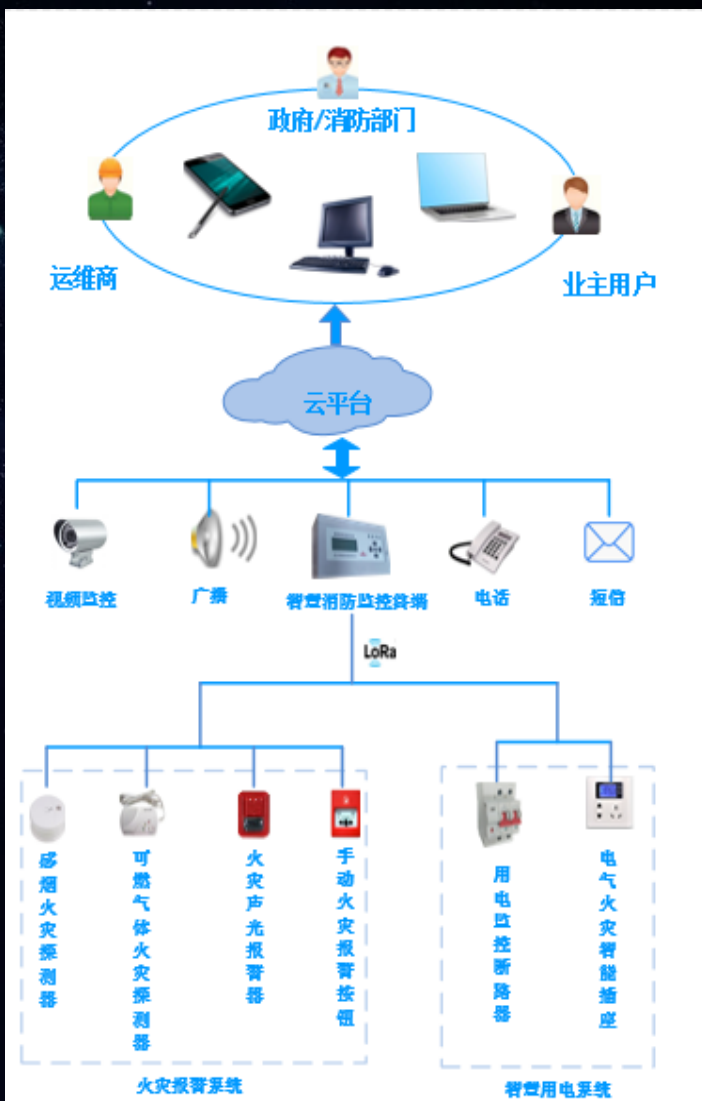 政府/消防部门
运维商
业主用户
云平台
视频监控
广播
智慧消防监控终端
电话
短信
LoRa
感烟火灾探测器
可燃气体火灾探测器
火灾声光报警器
手动火灾报警按钮
用电监控断路器
电气火灾智能插座
火灾报警系统
智慧用电系统